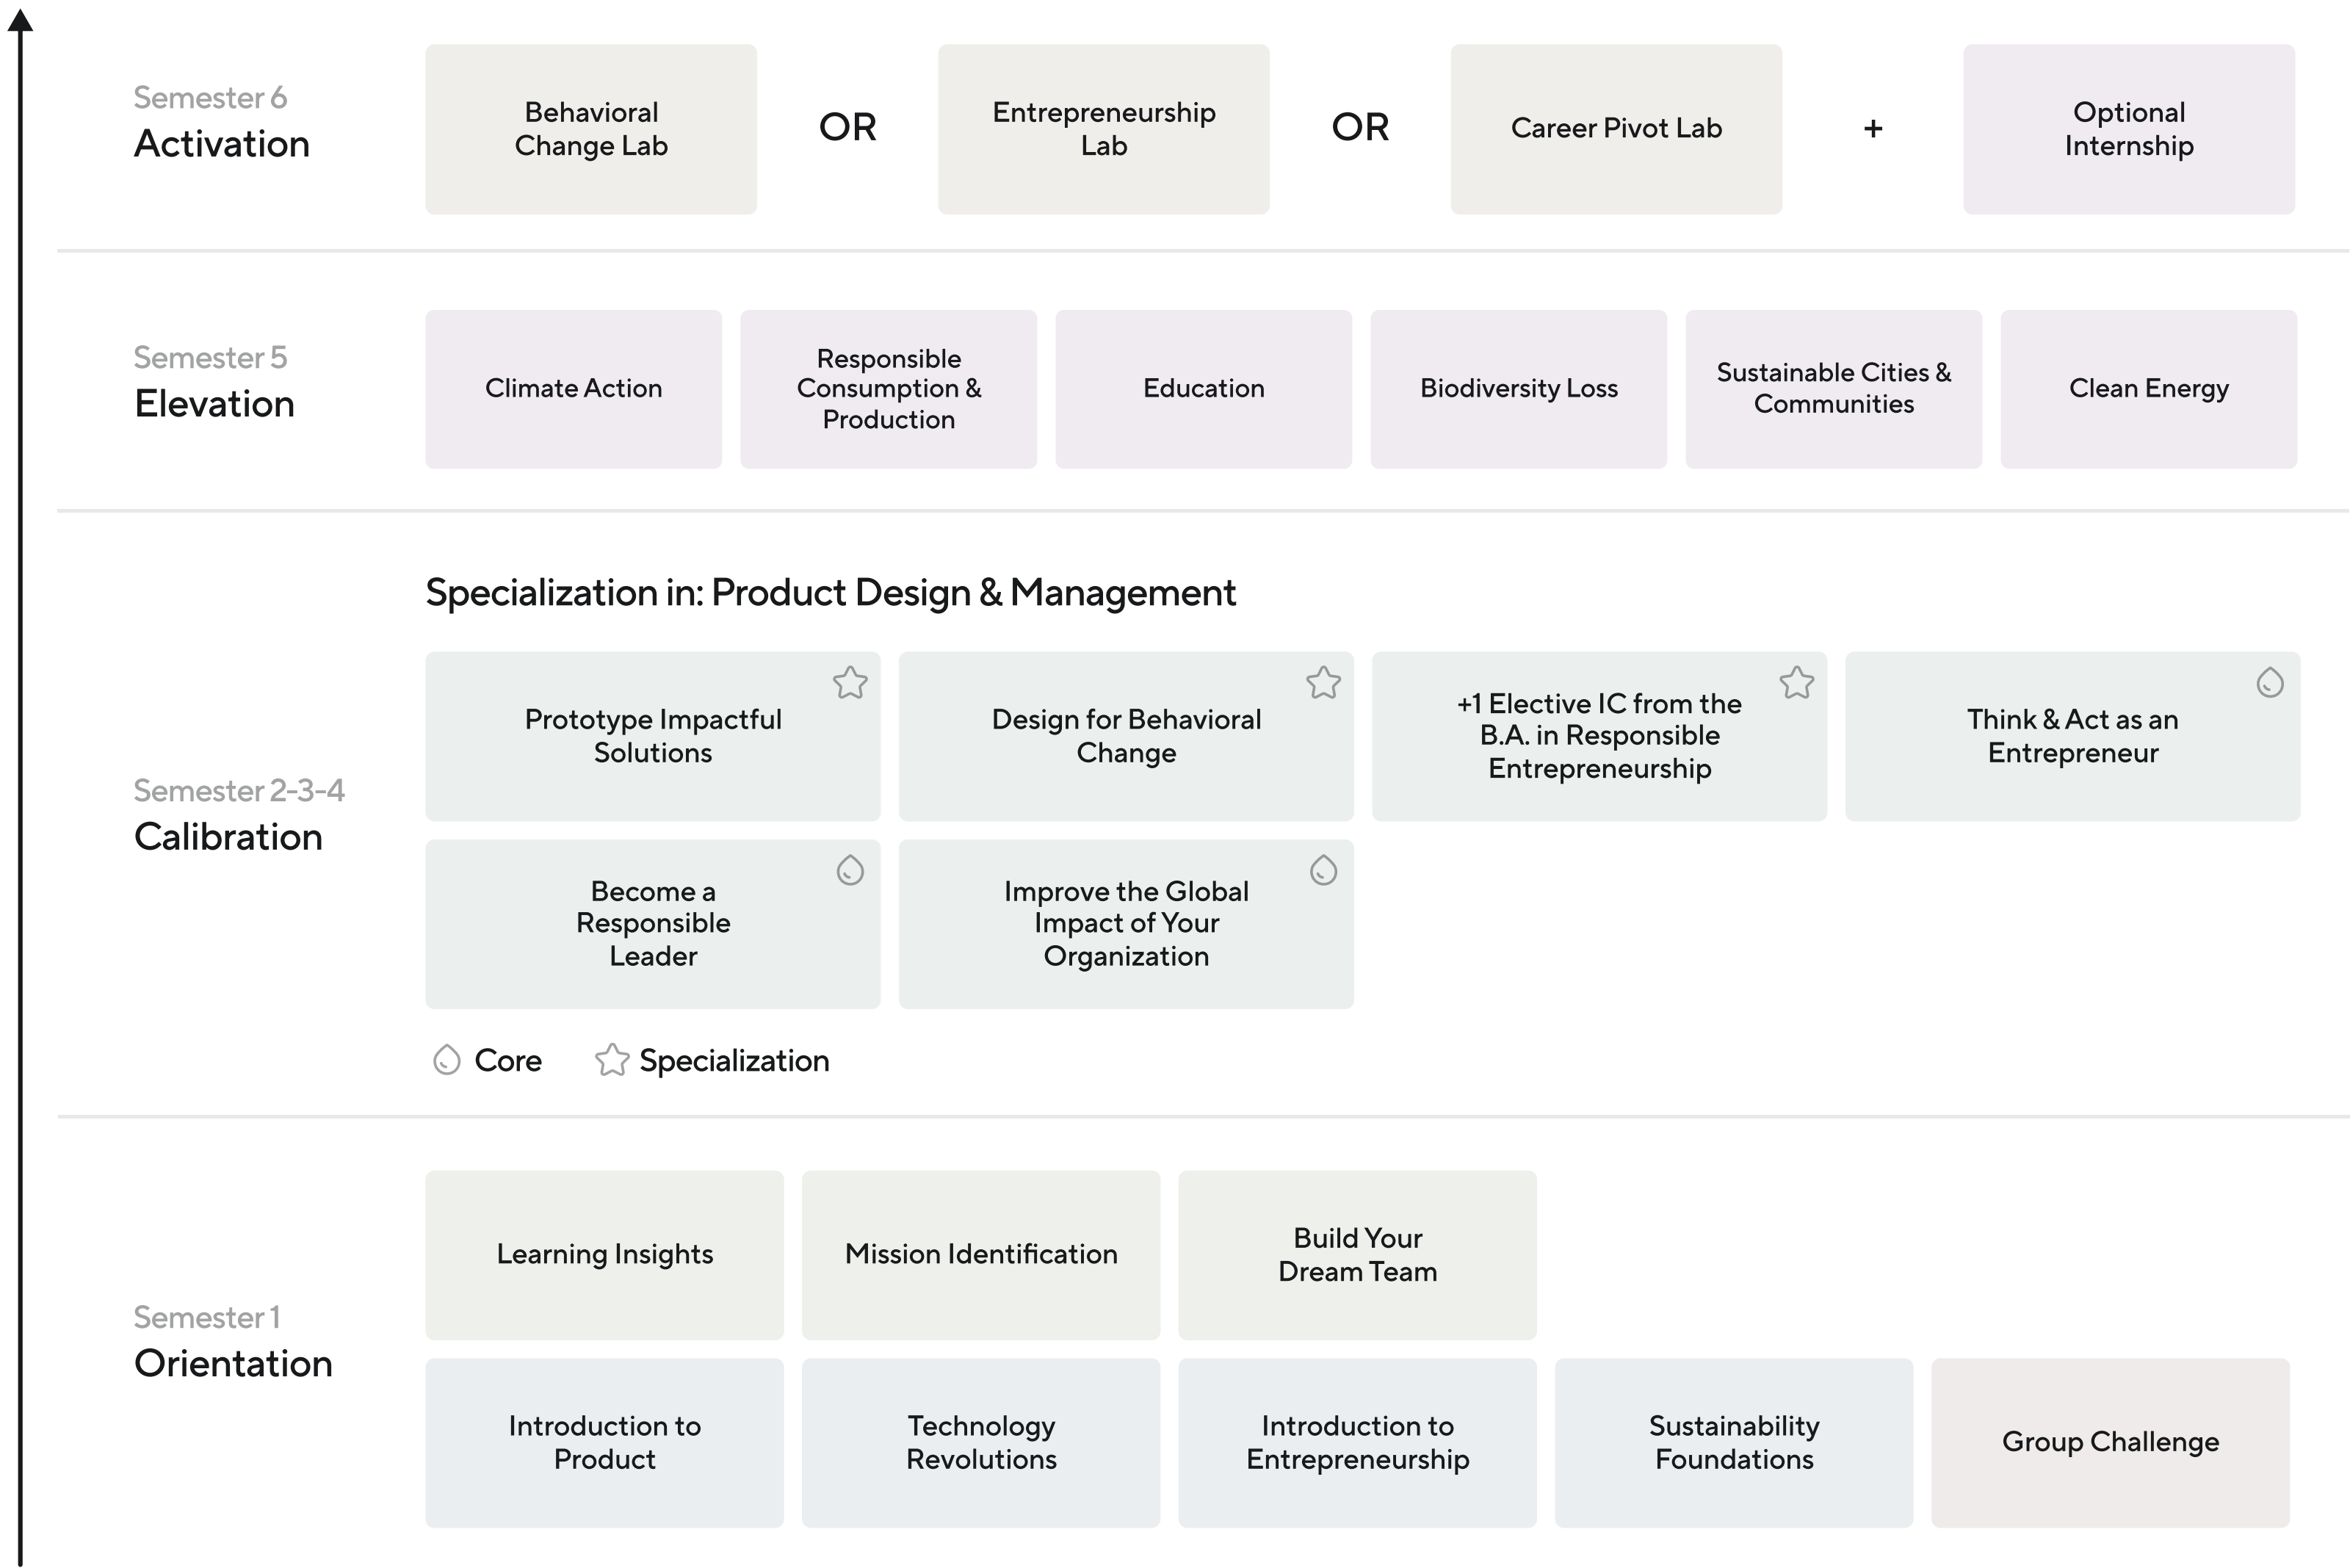 Semester 6
Activation
Behavioral
Change Lab
OR
Entrepreneurship
Lab
OR
Career Pivot Lab
+
Optional
Internship
Semester 5
Elevation
Climate Action
Responsible
Consumption &
Production
Education
Biodiversity Loss
Sustainable Cities &
Communities
Clean Energy
Semester 2-3-4
Calibration
Specialization in: Product Design & Management
Prototype Impactful
Solutions
Design for Behavioral
Change
+1 Elective IC from the
B.A. in Responsible
Entrepreneurship
Think & Act as an
Entrepreneur
Become a
Responsible
Leader
Improve the Global
Impact of Your
Organization
Core
Specialization
Semester 1
Orientation
Learning Insights
Mission Identification
Build Your
Dream Team
Introduction to
Product
Technology
Revolutions
Introduction to
Entrepreneurship
Sustainability
Foundations
Group Challenge